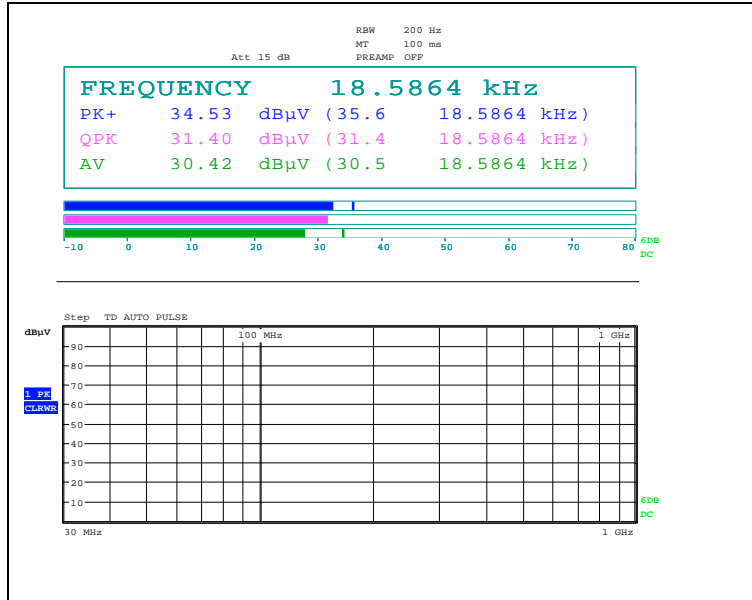 RBW 200 Hz
MT 100 ms
Att 15 dB PREAMP OFF
FREQUENCY 18.5864 kHz
PK+ 34.53 dBµV (35.6 18.5864 kHz)
QPK 31.40 dBµV (31.4 18.5864 kHz)
AV 30.42 dBµV (30.5 18.5864 kHz)
-10 0 10 20 30 40 50 60 70 80
6DB
DC
Step TD AUTO PULSE
dBµV 100 MHz 1 GHz
90
80
70
1 PK
CLRWR
60
50
40
30
20
10
6DB
DC
30 MHz 1 GHz